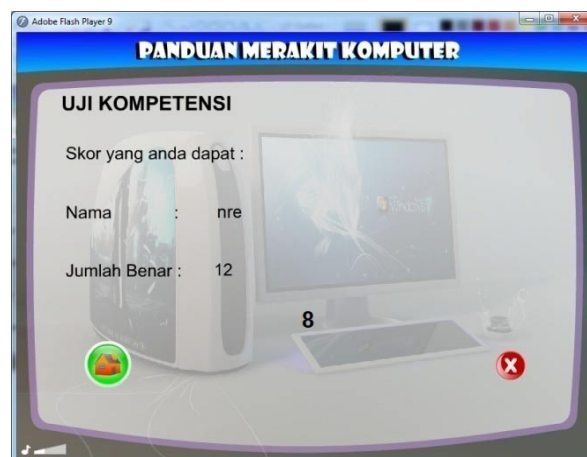 Adobe Flash Player 9
PANDUAN MERAKIT KOMPUTER
UJI KOMPETENSI
Skor yang anda dapat :
Nama : nre
Jumlah Benar : 12
8